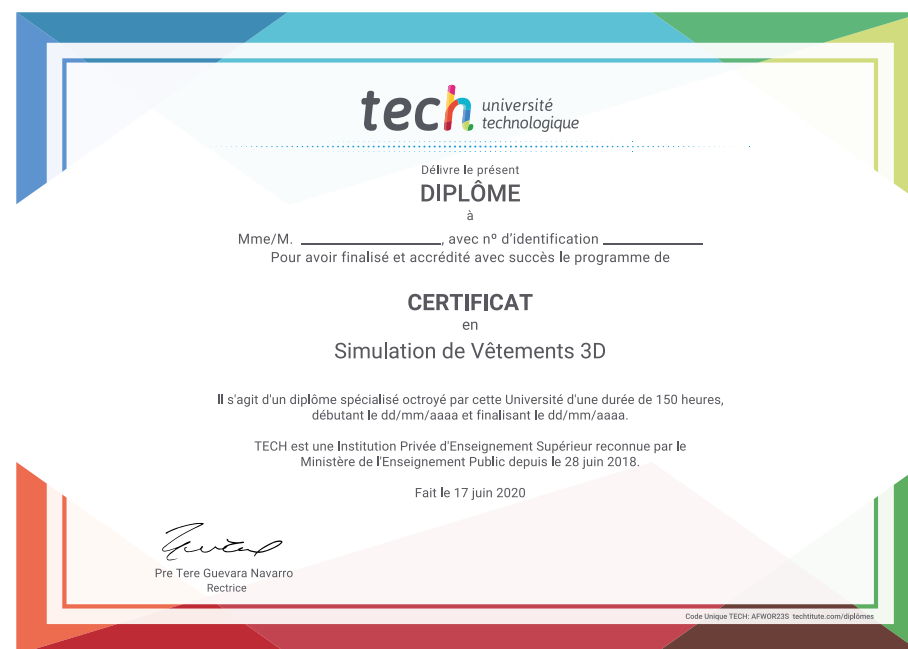 tech université
technologique
Délivre le présent
DIPLÔME
à
Mme/M. ____________________, avec nº d'identification ______________
Pour avoir finalisé et accrédité avec succès le programme de
CERTIFICAT
en
Simulation de Vêtements 3D
Il s'agit d'un diplôme spécialisé octroyé par cette Université d'une durée de 150 heures,
débutant le dd/mm/aaaa et finalisant le dd/mm/aaaa.
TECH est une Institution Privée d'Enseignement Supérieur reconnue par le
Ministère de l'Enseignement Public depuis le 28 juin 2018.
Fait le 17 juin 2020
Pre Tere Guevara Navarro
Rectrice
Code Unique TECH: AFWOR23S techtitute.com/diplômes